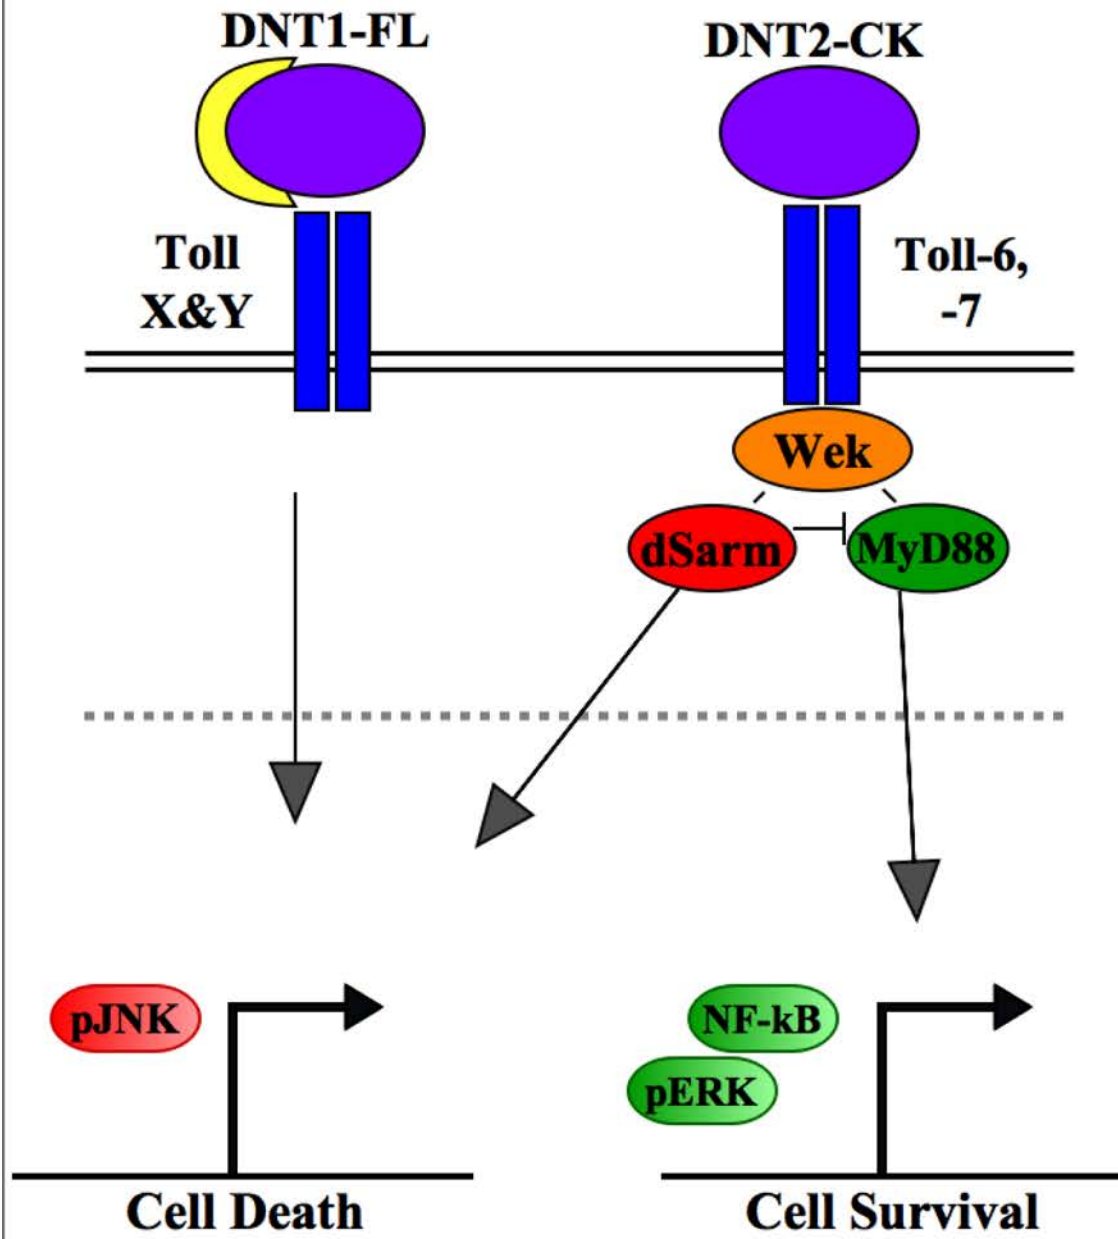 DNT1-FL
DNT2-CK
Toll
X&Y
Toll-6,
-7
Wek
dSarm
MyD88
pJNK
NF-kB
pERK
Cell Death
Cell Survival